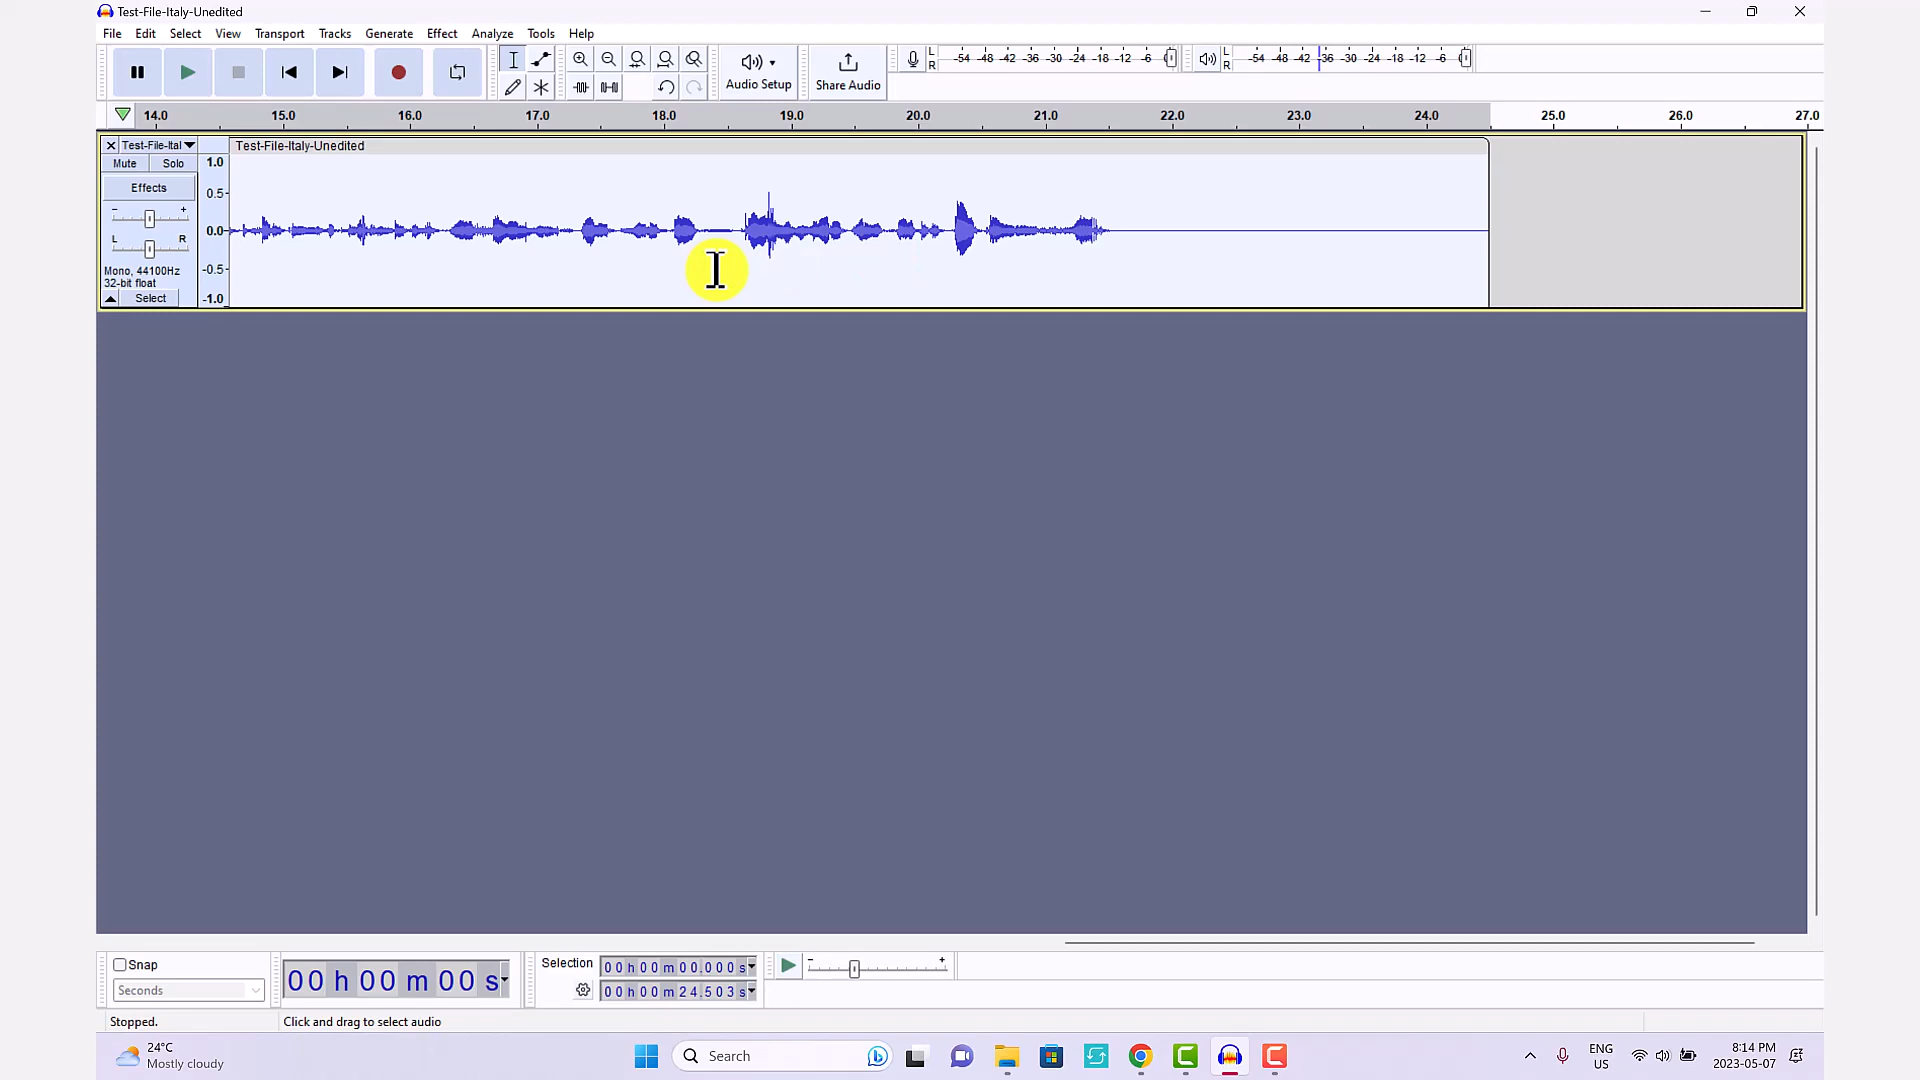 Test-File-Italy-Unedited
File Edit Select View Transport Tracks Generate Effect Analyze Tools Help
Audio Setup
Share Audio
L R -54 -48 -42 -36 -30 -24 -18 -12 -6
L R -54 -48 -42 -36 -30 -24 -18 -12 -6
14.0 15.0 16.0 17.0 18.0 19.0 20.0 21.0 22.0 23.0 24.0 25.0 26.0 27.0
Test-File-Ital
Test-File-Italy-Unedited
Mute Solo
Effects
- +
L R
Mono, 44100Hz
32-bit float
Select
1.0
0.5
0.0
-0.5
-1.0
Snap
Seconds
00 h 00 m 00 s
Selection
00 h 00 m 00.000 s
00 h 00 m 24.503 s
- +
Stopped.
Click and drag to select audio
24°C
Mostly cloudy
Search
ENG
US
8:14 PM
2023-05-07